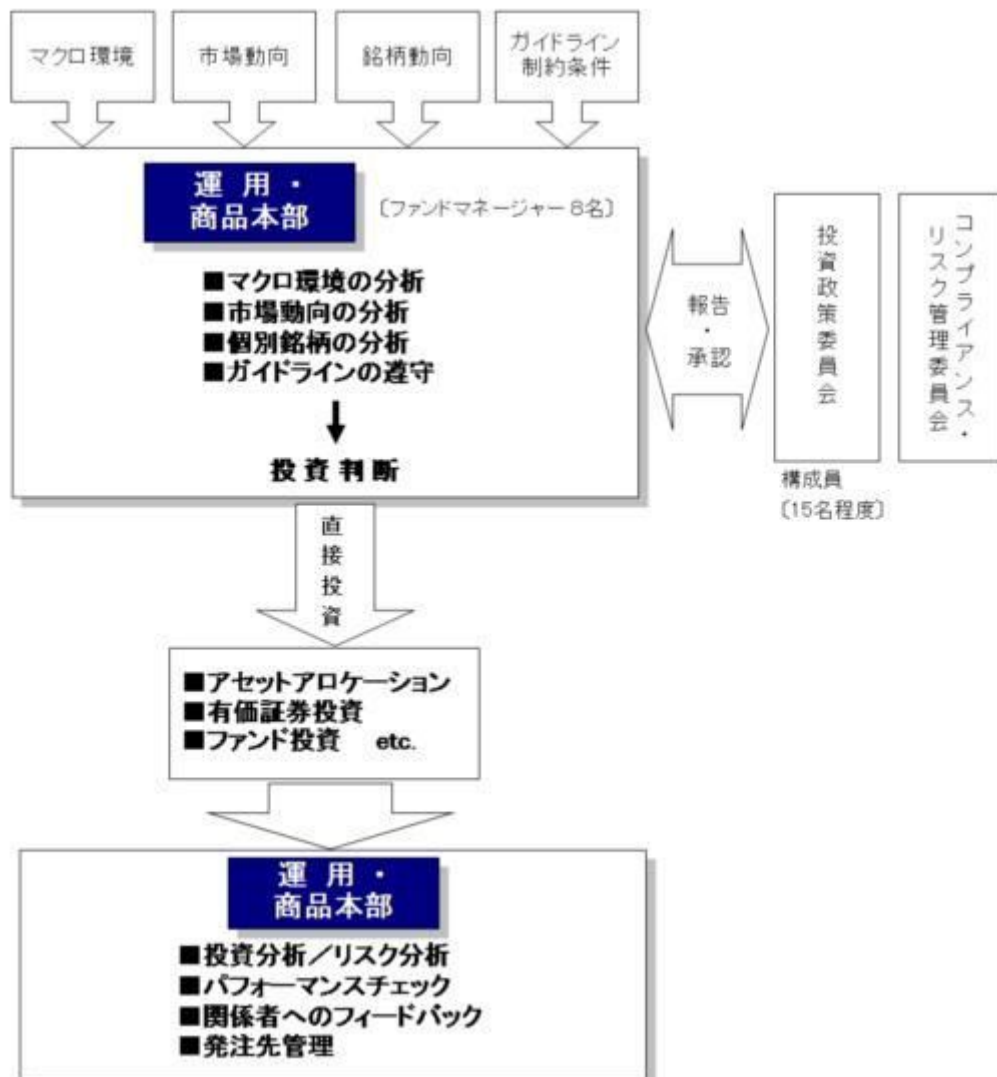 マクロ環境
市場動向
銘柄動向
ガイドライン
制約条件
運 用 ・
商品本部
〔ファンドマネージャー 8名〕
■マクロ環境の分析
■市場動向の分析
■個別銘柄の分析
■ガイドラインの遵守
投 資 判 断
報告
・
承認
投資政策委員会
コンプライアンス・
リスク管理委員会
構成員
〔15名程度〕
直接投資
■アセットアロケーション
■有価証券投資
■ファンド投資 etc.
運 用 ・
商品本部
■投資分析／リスク分析
■パフォーマンスチェック
■関係者へのフィードバック
■発注先管理